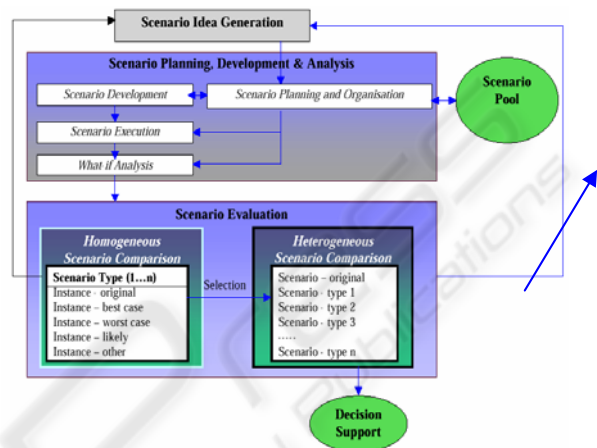 Scenario Idea Generation
Scenario Planning, Development & Analysis
Scenario Development
Scenario Planning and Organisation
Scenario
Pool
Scenario Execution
What-if Analysis
Scenario Evaluation
Homogeneous
Scenario Comparison
Scenario Type (1…n)
Instance - original
Instance – best case
Instance – worst case
Instance – likely
Instance – other
Selection
Heterogeneous
Scenario Comparison
Scenario – original
Scenario - type 1
Scenario - type 2
Scenario - type 3
.....
Scenario - type n
Decision
Support